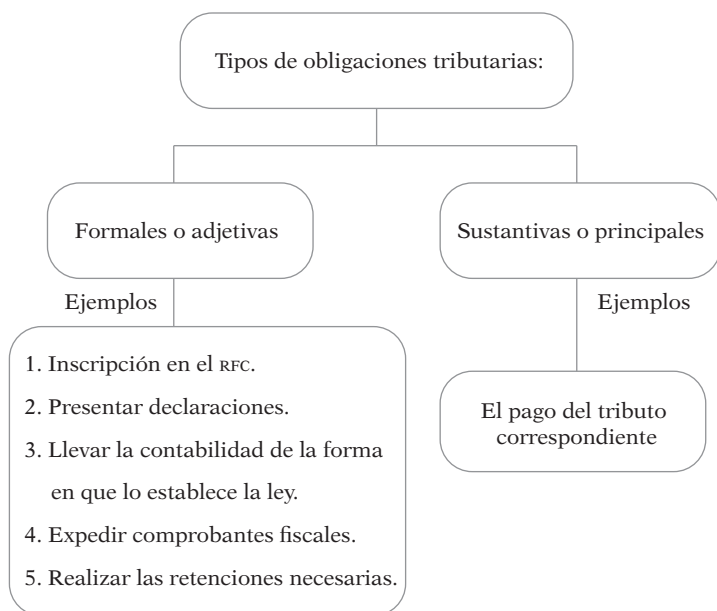 Tipos de obligaciones tributarias:
Formales o adjetivas
Sustantivas o principales
Ejemplos
Ejemplos
1. Inscripción en el RFC.
2. Presentar declaraciones.
3. Llevar la contabilidad de la forma
en que lo establece la ley.
4. Expedir comprobantes fiscales.
5. Realizar las retenciones necesarias.
El pago del tributo
correspondiente